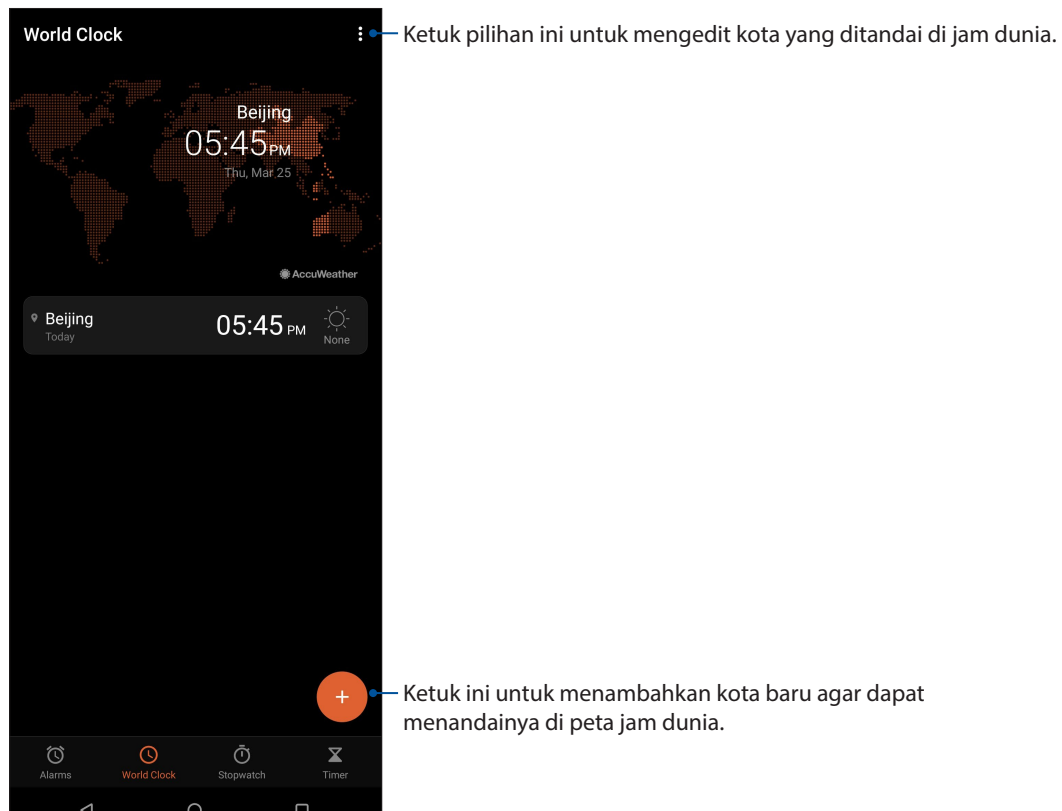 World Clock
Ketuk pilihan ini untuk mengedit kota yang ditandai di jam dunia.
Beijing
05:45 PM
Thu, Mar 25
AccuWeather
Beijing
Today
05:45 PM
None
Ketuk ini untuk menambahkan kota baru agar dapat
menandainya di peta jam dunia.
Alarms
World Clock
Stopwatch
Timer